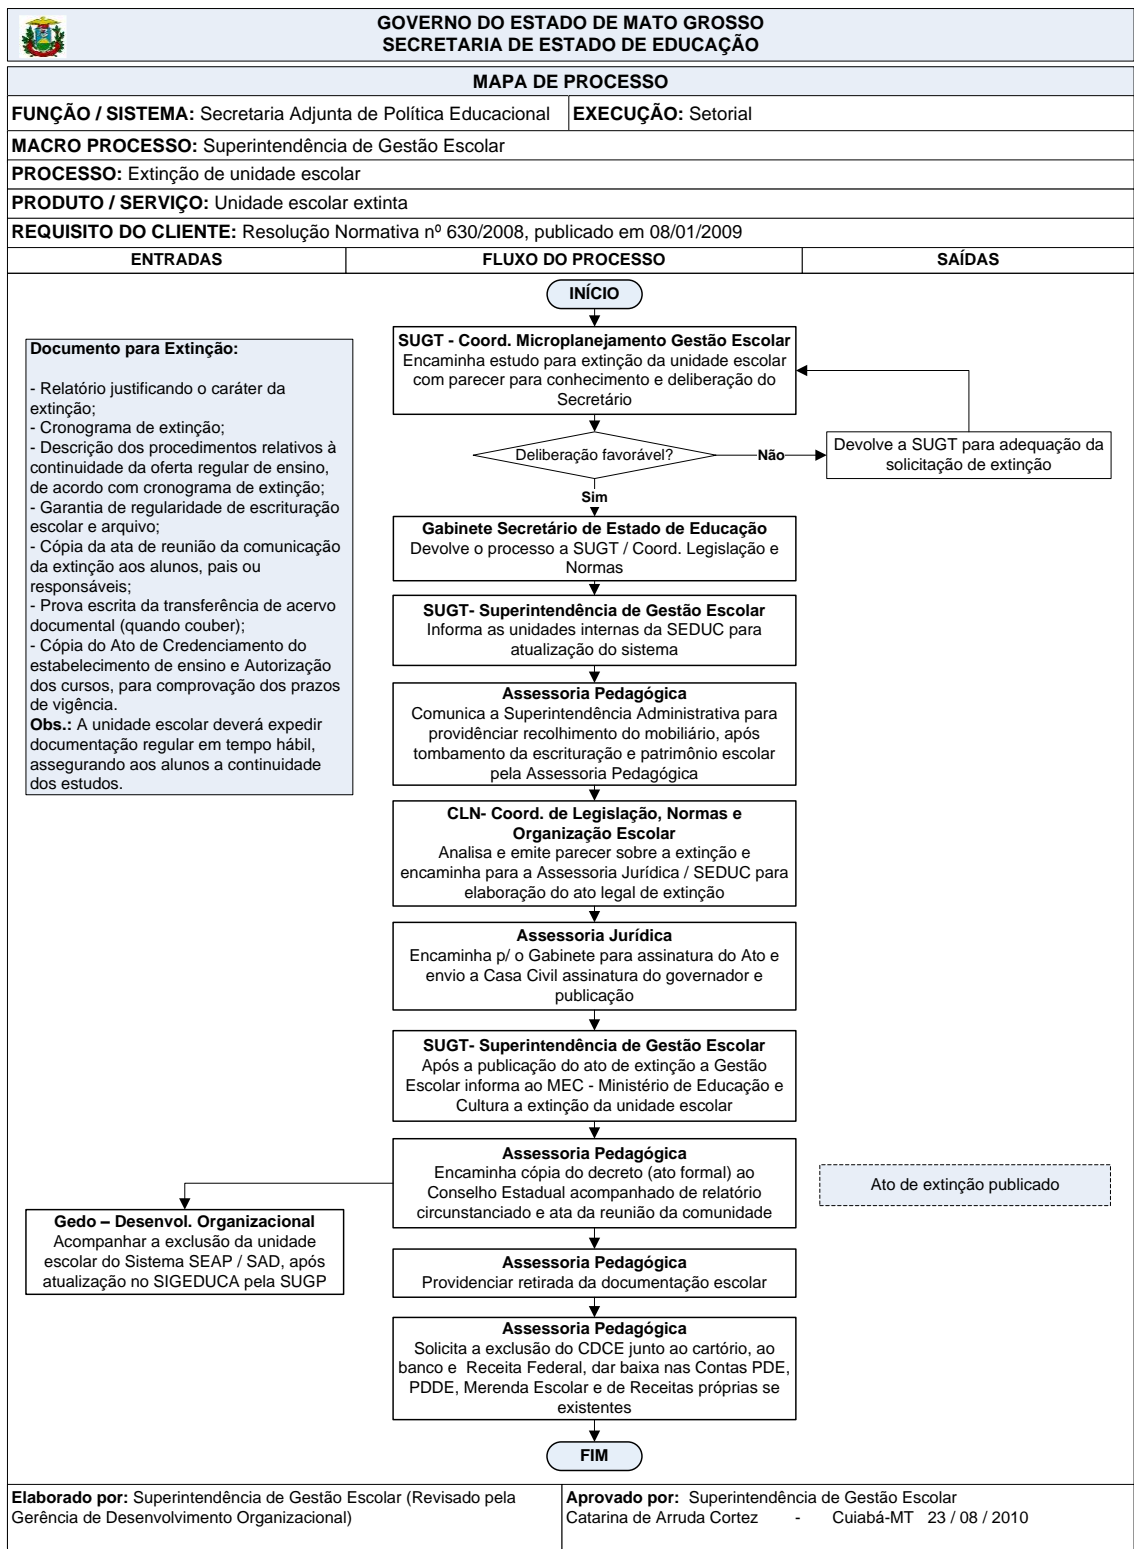 GOVERNO DO ESTADO DE MATO GROSSO
SECRETARIA DE ESTADO DE EDUCAÇÃO
MAPA DE PROCESSO
FUNÇÃO / SISTEMA: Secretaria Adjunta de Política Educacional
EXECUÇÃO: Setorial
MACRO PROCESSO: Superintendência de Gestão Escolar
PROCESSO: Extinção de unidade escolar
PRODUTO / SERVIÇO: Unidade escolar extinta
REQUISITO DO CLIENTE: Resolução Normativa nº 630/2008, publicado em 08/01/2009
ENTRADAS
FLUXO DO PROCESSO
SAÍDAS
Documento para Extinção:
- Relatório justificando o caráter da
extinção;
- Cronograma de extinção;
- Descrição dos procedimentos relativos à
continuidade da oferta regular de ensino,
de acordo com cronograma de extinção;
- Garantia de regularidade de escrituração
escolar e arquivo;
- Cópia da ata de reunião da comunicação
da extinção aos alunos, pais ou
responsáveis;
- Prova escrita da transferência de acervo
documental (quando couber);
- Cópia do Ato de Credenciamento do
estabelecimento de ensino e Autorização
dos cursos, para comprovação dos prazos
de vigência.
Obs.: A unidade escolar deverá expedir
documentação regular em tempo hábil,
assegurando aos alunos a continuidade
dos estudos.
INÍCIO
SUGT - Coord. Microplanejamento Gestão Escolar
Encaminha estudo para extinção da unidade escolar
com parecer para conhecimento e deliberação do
Secretário
Deliberação favorável?
Não
Devolve a SUGT para adequação da
solicitação de extinção
Sim
Gabinete Secretário de Estado de Educação
Devolve o processo a SUGT / Coord. Legislação e
Normas
SUGT- Superintendência de Gestão Escolar
Informa as unidades internas da SEDUC para
atualização do sistema
Assessoria Pedagógica
Comunica a Superintendência Administrativa para
providênciar recolhimento do mobiliário, após
tombamento da escrituração e patrimônio escolar
pela Assessoria Pedagógica
CLN- Coord. de Legislação, Normas e
Organização Escolar
Analisa e emite parecer sobre a extinção e
encaminha para a Assessoria Jurídica / SEDUC para
elaboração do ato legal de extinção
Assessoria Jurídica
Encaminha p/ o Gabinete para assinatura do Ato e
envio a Casa Civil assinatura do governador e
publicação
SUGT- Superintendência de Gestão Escolar
Após a publicação do ato de extinção a Gestão
Escolar informa ao MEC - Ministério de Educação e
Cultura a extinção da unidade escolar
Assessoria Pedagógica
Encaminha cópia do decreto (ato formal) ao
Conselho Estadual acompanhado de relatório
circunstanciado e ata da reunião da comunidade
Ato de extinção publicado
Gedo – Desenvol. Organizacional
Acompanhar a exclusão da unidade
escolar do Sistema SEAP / SAD, após
atualização no SIGEDUCA pela SUGP
Assessoria Pedagógica
Providenciar retirada da documentação escolar
Assessoria Pedagógica
Solicita a exclusão do CDCE junto ao cartório, ao
banco e Receita Federal, dar baixa nas Contas PDE,
PDDE, Merenda Escolar e de Receitas próprias se
existentes
FIM
Elaborado por: Superintendência de Gestão Escolar (Revisado pela
Gerência de Desenvolvimento Organizacional)
Aprovado por: Superintendência de Gestão Escolar
Catarina de Arruda Cortez - Cuiabá-MT 23 / 08 / 2010